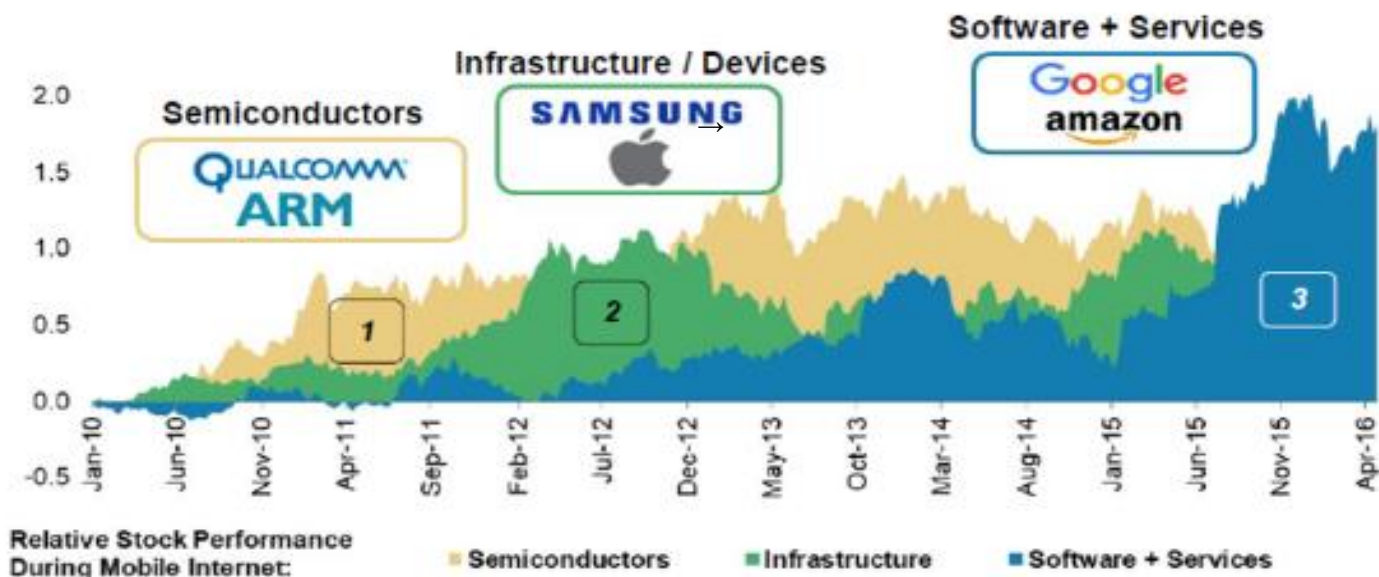 Software + Services
Google
amazon
Infrastructure / Devices
SAMSUNG
→
Semiconductors
QUALCOMM
ARM
2.0
1.5
1.0
0.5
0.0
-0.5
1
2
3
Jan-10
Jun-10
Nov-10
Apr-11
Sep-11
Feb-12
Jul-12
Dec-12
May-13
Oct-13
Mar-14
Aug-14
Jan-15
Jun-15
Nov-15
Apr-16
Relative Stock Performance
During Mobile Internet:
Semiconductors
Infrastructure
Software + Services